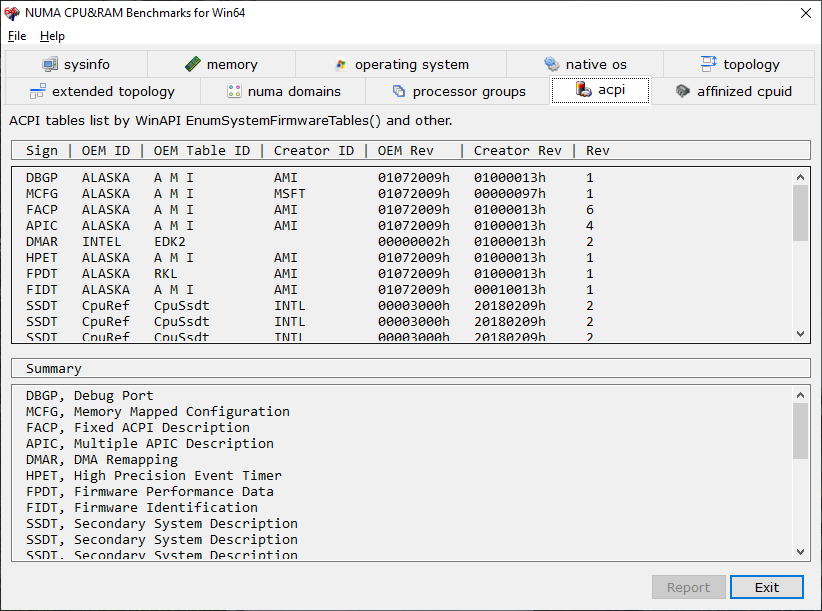 NUMA CPU&RAM Benchmarks for Win64
File Help
sysinfo memory operating system native os topology
extended topology numa domains processor groups acpi affinized cpuid
ACPI tables list by WinAPI EnumSystemFirmwareTables() and other.
Sign | OEM ID | OEM Table ID | Creator ID | OEM Rev | Creator Rev | Rev
DBGP ALASKA A M I AMI 01072009h 01000013h 1
MCFG ALASKA A M I MSFT 01072009h 00000097h 1
FACP ALASKA A M I AMI 01072009h 01000013h 6
APIC ALASKA A M I AMI 01072009h 01000013h 4
DMAR INTEL EDK2 00000002h 01000013h 2
HPET ALASKA A M I AMI 01072009h 01000013h 1
FPDT ALASKA RKL AMI 01072009h 01000013h 1
FIDT ALASKA A M I AMI 01072009h 00010013h 1
SSDT CpuRef CpuSsdt INTL 00003000h 20180209h 2
SSDT CpuRef CpuSsdt INTL 00003000h 20180209h 2
SSDT CpuRef CpuSsdt INTL 00003000h 20180209h 2
Summary
DBGP, Debug Port
MCFG, Memory Mapped Configuration
FACP, Fixed ACPI Description
APIC, Multiple APIC Description
DMAR, DMA Remapping
HPET, High Precision Event Timer
FPDT, Firmware Performance Data
FIDT, Firmware Identification
SSDT, Secondary System Description
SSDT, Secondary System Description
SSDT, Secondary System Description
Report Exit